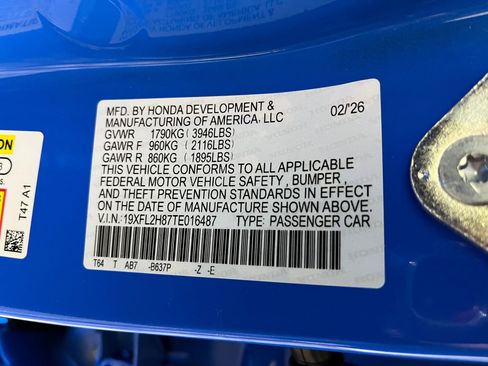 MFD. BY HONDA DEVELOPMENT &
MANUFACTURING OF AMERICA, LLC 02/'26
GVWR 1790KG (3946LBS)
GAWR F 960KG (2116LBS)
GAWR R 860KG (1895LBS)
THIS VEHICLE CONFORMS TO ALL APPLICABLE
FEDERAL MOTOR VEHICLE SAFETY , BUMPER ,
AND THEFT PREVENTION STANDARDS IN EFFECT
ON THE DATE OF MANUFACTURE SHOWN ABOVE.
V.I.N.: 19XFL2H87TE016487 TYPE: PASSENGER CAR
T64 T AB7 -B637P -Z -E
T47 A1